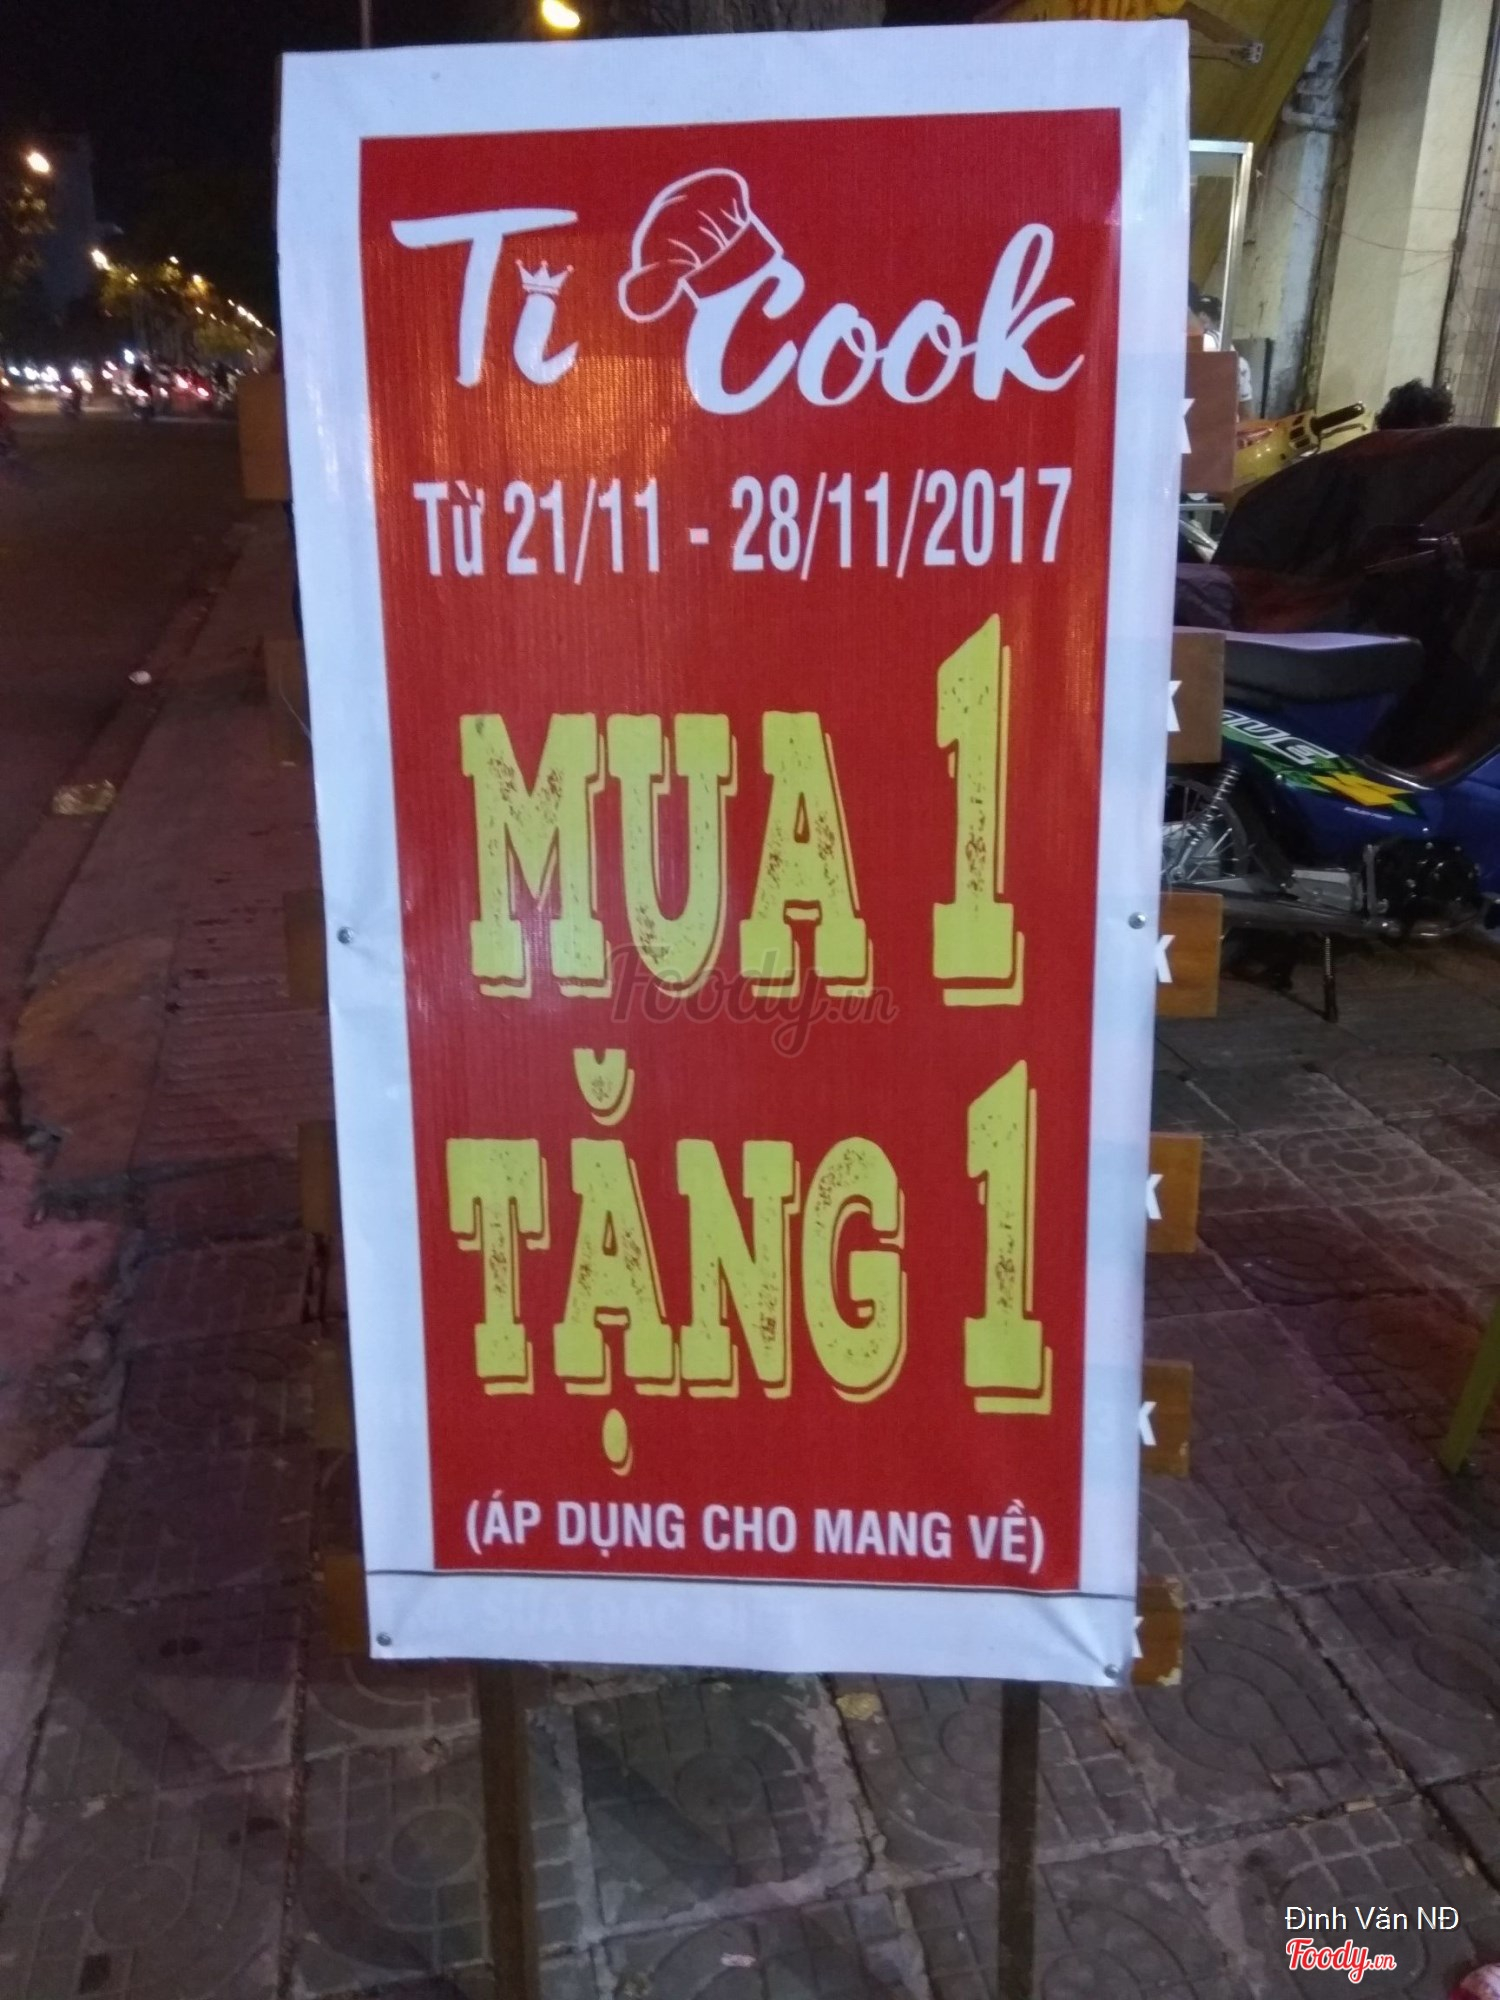 Ti Cook
Từ 21/11 - 28/11/2017
MUA 1
TẶNG 1
(ÁP DỤNG CHO MANG VỀ)
Foody.vn
Đình Văn NĐ
Foody.vn